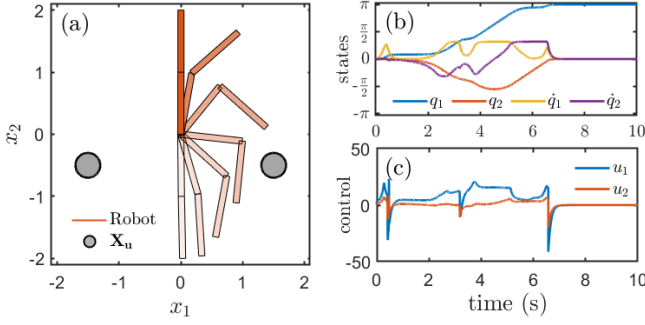 (a)
2
1
0
-1
-2
x₂
Robot
Xᵤ
-2 -1 0 1 2
x₁
(b)
π
π/2
0
-π/2
-π
states
q₁ q₂ q̇₁ q̇₂
0 2 4 6 8 10
(c)
50
0
-50
control
u₁
u₂
0 2 4 6 8 10
time (s)